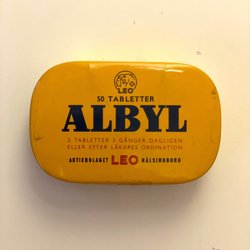 LEO
50 TABLETTER
ALBYL
2 TABLETTER 3 GÅNGER DAGLIGEN
ELLER EFTER LÄKARES ORDINATION
AKTIEBOLAGET LEO HÄLSINGBORG